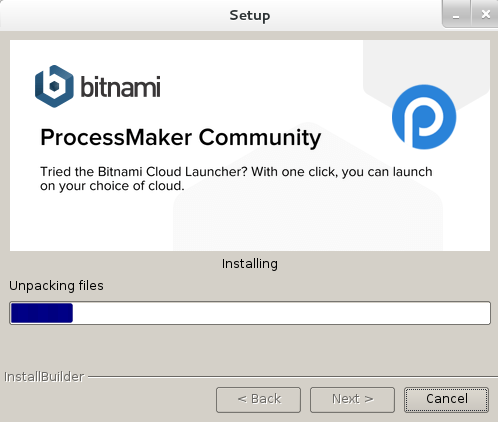 Setup
bitnami
ProcessMaker Community
Tried the Bitnami Cloud Launcher? With one click, you can launch
on your choice of cloud.
Installing
Unpacking files
InstallBuilder
< Back
Next >
Cancel